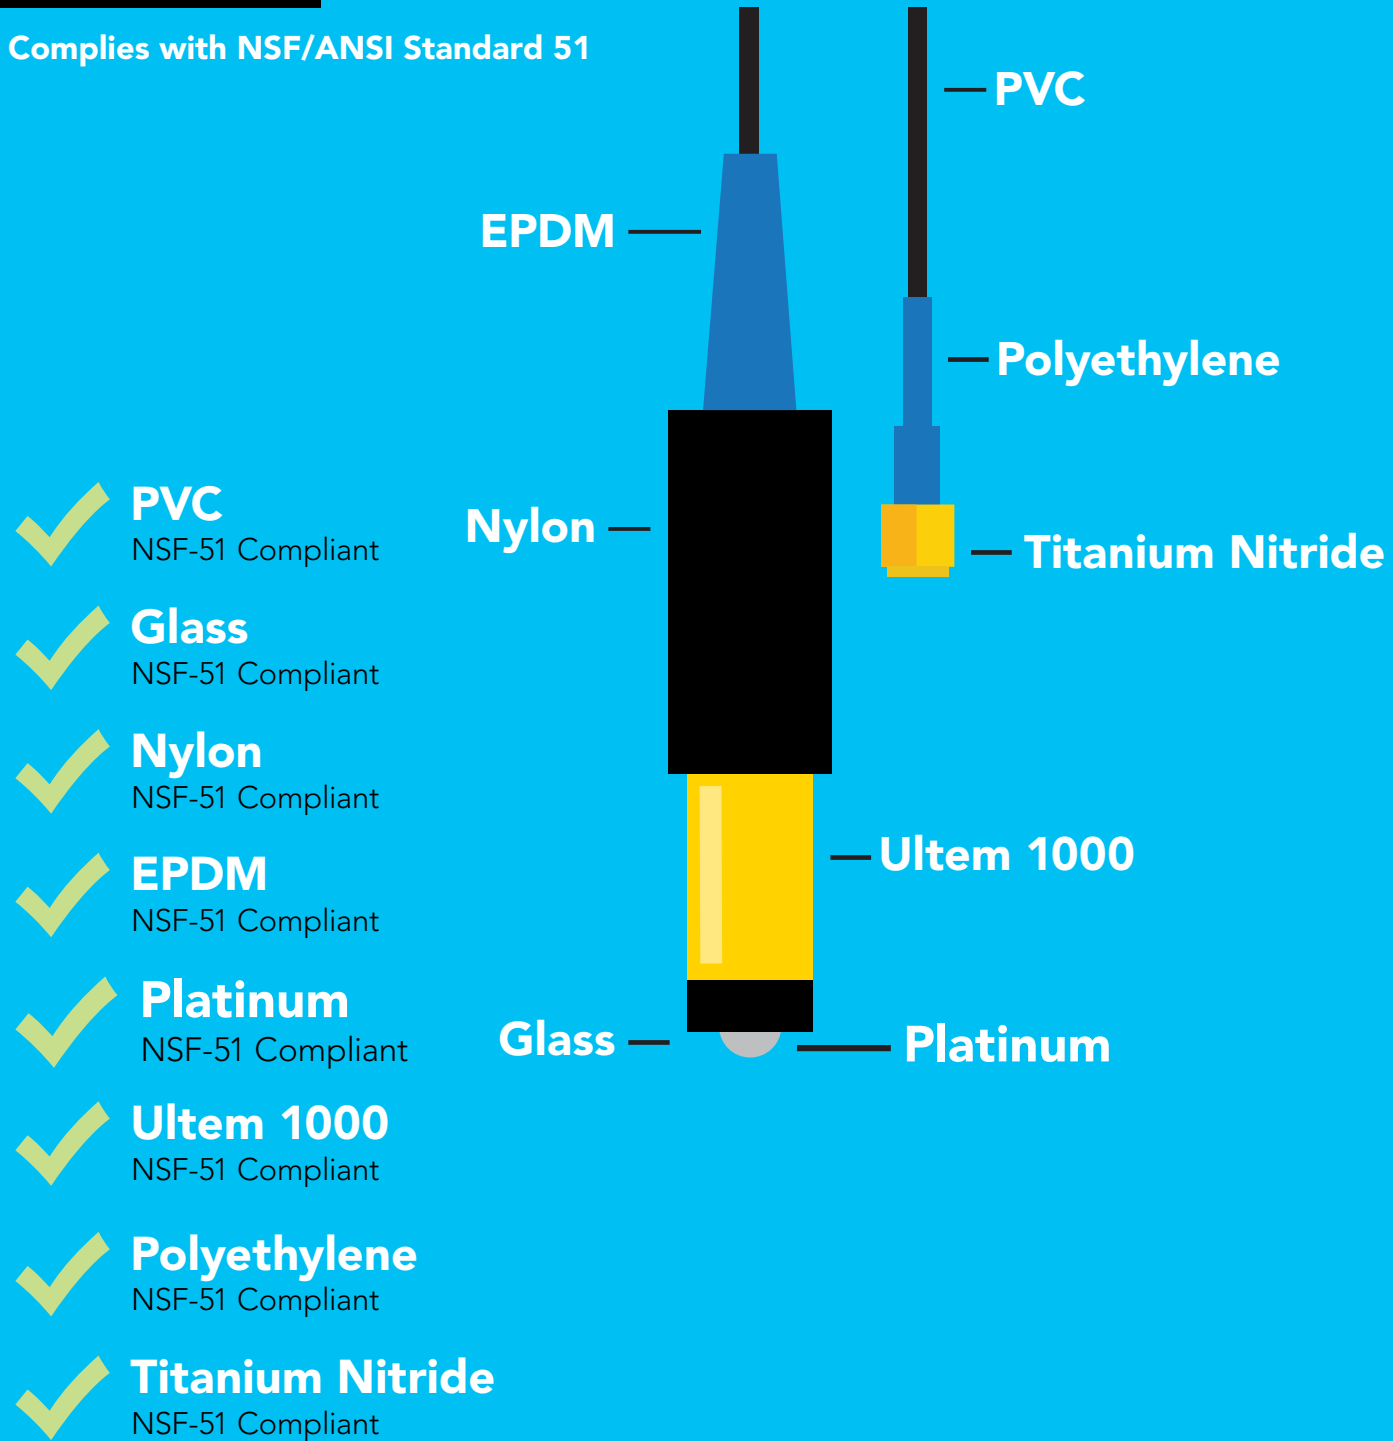 Complies with NSF/ANSI Standard 51
PVC
EPDM
Polyethylene
Nylon
Titanium Nitride
Ultem 1000
Glass
Platinum
PVC
NSF-51 Compliant
Glass
NSF-51 Compliant
Nylon
NSF-51 Compliant
EPDM
NSF-51 Compliant
Platinum
NSF-51 Compliant
Ultem 1000
NSF-51 Compliant
Polyethylene
NSF-51 Compliant
Titanium Nitride
NSF-51 Compliant